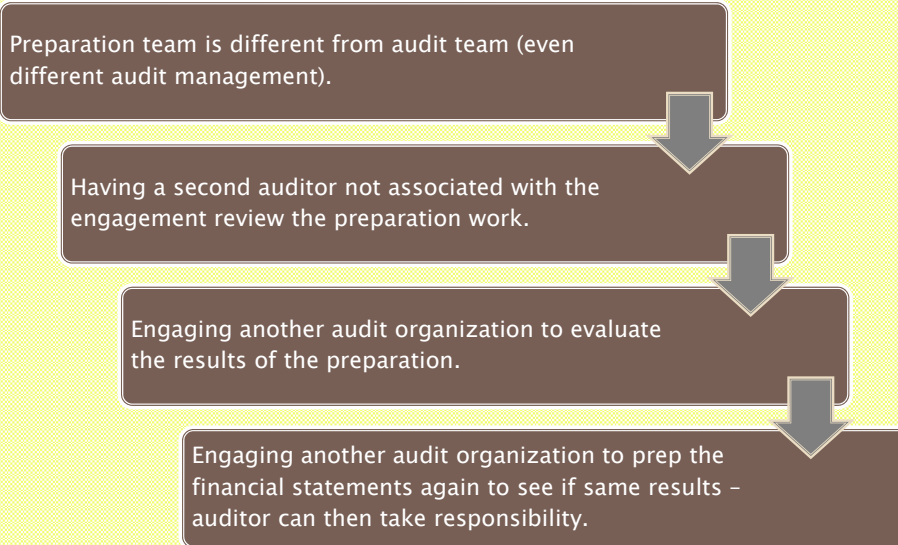 Preparation team is different from audit team (even
different audit management).
Having a second auditor not associated with the
engagement review the preparation work.
Engaging another audit organization to evaluate
the results of the preparation.
Engaging another audit organization to prep the
financial statements again to see if same results –
auditor can then take responsibility.